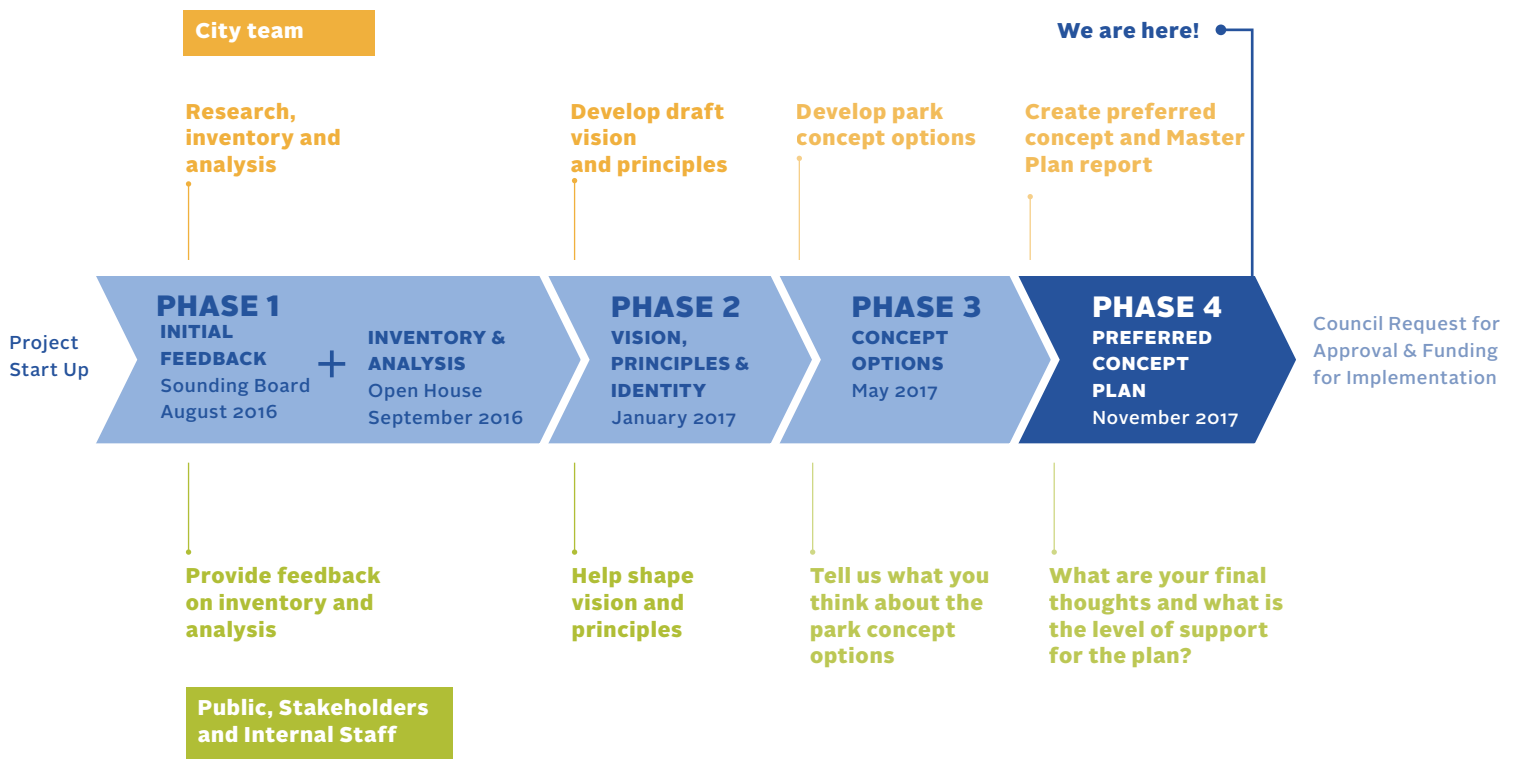 City team
We are here!
Research,
inventory and
analysis
Develop draft
vision
and principles
Develop park
concept options
Create preferred
concept and Master
Plan report
Project
Start Up
PHASE 1
INITIAL
FEEDBACK
Sounding Board
August 2016
+
INVENTORY &
ANALYSIS
Open House
September 2016
PHASE 2
VISION,
PRINCIPLES &
IDENTITY
January 2017
PHASE 3
CONCEPT
OPTIONS
May 2017
PHASE 4
PREFERRED
CONCEPT
PLAN
November 2017
Council Request for
Approval & Funding
for Implementation
Provide feedback
on inventory and
analysis
Help shape
vision and
principles
Tell us what you
think about the
park concept
options
What are your final
thoughts and what is
the level of support
for the plan?
Public, Stakeholders
and Internal Staff